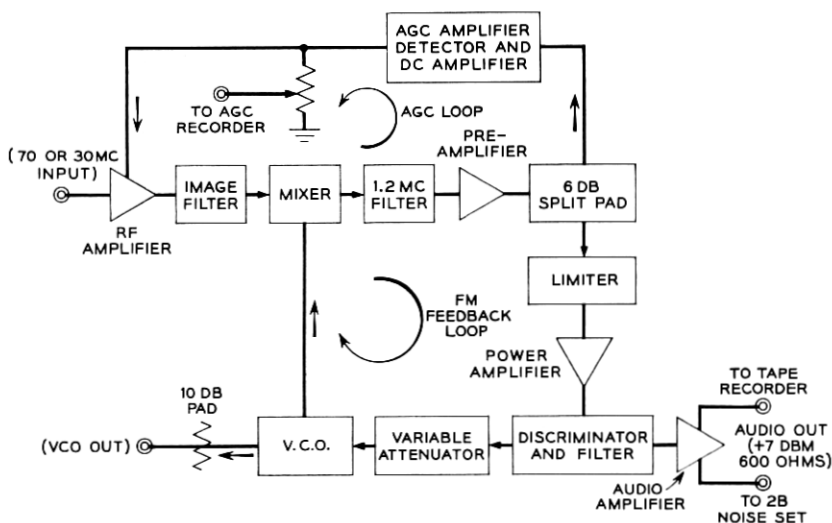 AGC AMPLIFIER
DETECTOR AND
DC AMPLIFIER
TO AGC
RECORDER
AGC LOOP
PRE-
AMPLIFIER
(70 OR 30MC
INPUT)
RF
AMPLIFIER
IMAGE
FILTER
MIXER
1.2 MC
FILTER
6 DB
SPLIT PAD
LIMITER
FM
FEEDBACK
LOOP
POWER
AMPLIFIER
10 DB
PAD
(VCO OUT)
V.C.O.
VARIABLE
ATTENUATOR
DISCRIMINATOR
AND FILTER
AUDIO
AMPLIFIER
TO TAPE
RECORDER
AUDIO OUT
(+7 DBM
600 OHMS)
TO 2B
NOISE SET